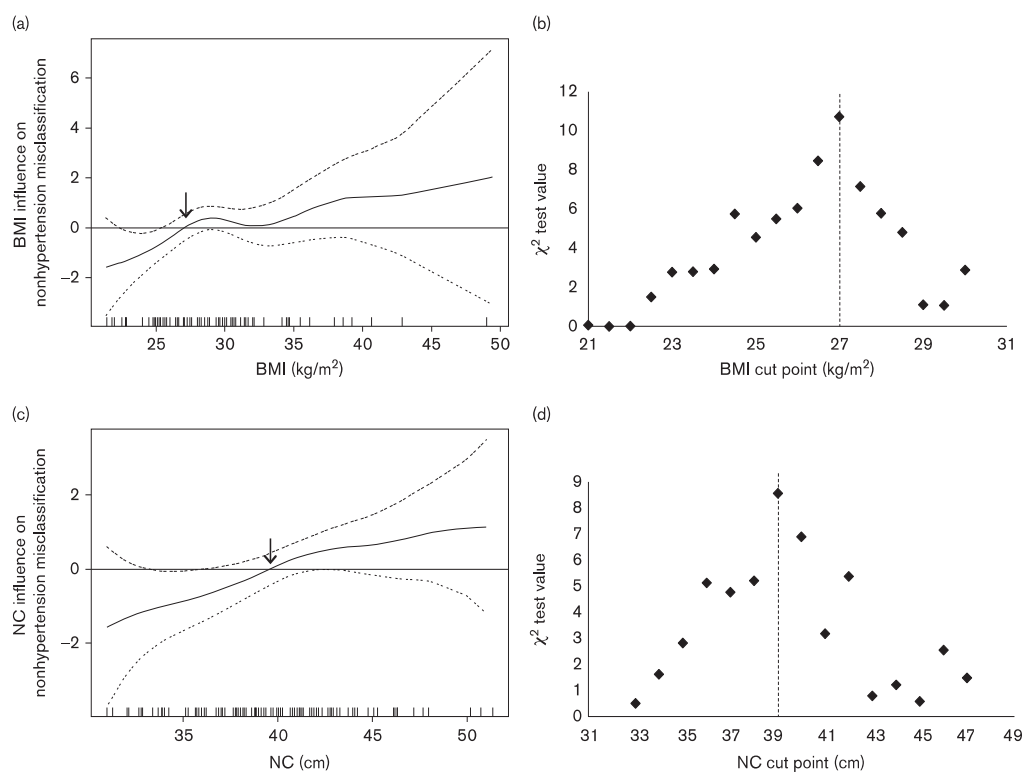 (a)
BMI influence on
nonhypertension misclassification
6
4
2
0
−2
25 30 35 40 45 50
BMI (kg/m²)
(b)
χ² test value
12
10
8
6
4
2
0
21 23 25 27 29 31
BMI cut point (kg/m²)
(c)
NC influence on
nonhypertension misclassification
2
0
−2
35 40 45 50
NC (cm)
(d)
χ² test value
9
8
7
6
5
4
3
2
1
0
31 33 35 37 39 41 43 45 47 49
NC cut point (cm)